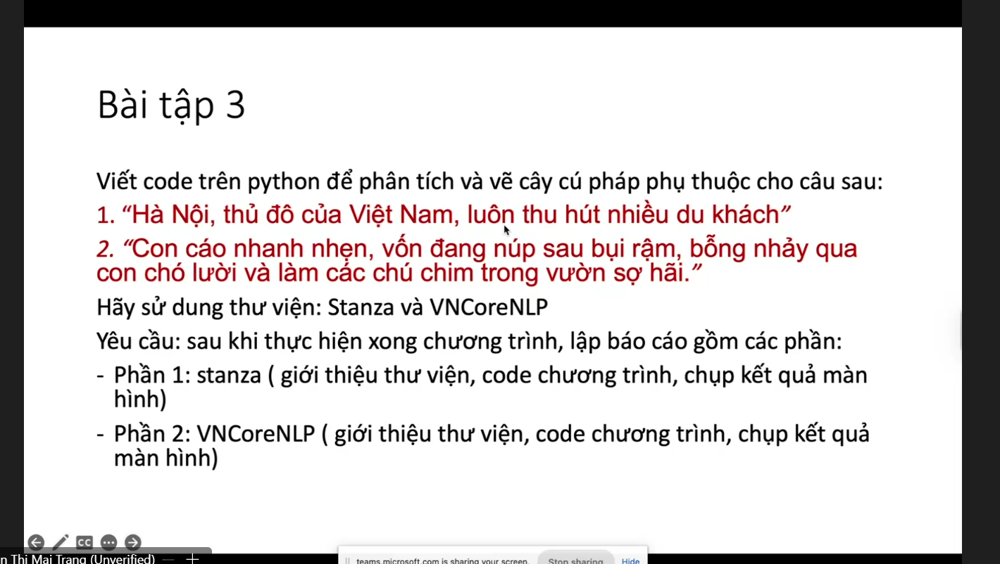 Bài tập 3
Viết code trên python để phân tích và vẽ cây cú pháp phụ thuộc cho câu sau:
1. “Hà Nội, thủ đô của Việt Nam, luôn thu hút nhiều du khách”
2. “Con cáo nhanh nhẹn, vốn đang núp sau bụi rậm, bỗng nhảy qua
con chó lười và làm các chú chim trong vườn sợ hãi.”
Hãy sử dung thư viện: Stanza và VNCoreNLP
Yêu cầu: sau khi thực hiện xong chương trình, lập báo cáo gồm các phần:
- Phần 1: stanza ( giới thiệu thư viện, code chương trình, chụp kết quả màn
hình)
- Phần 2: VNCoreNLP ( giới thiệu thư viện, code chương trình, chụp kết quả
màn hình)
CC
n Thi Mai Trang (Unverified)
teams.microsoft.com is sharing your screen. Stop sharing Hide